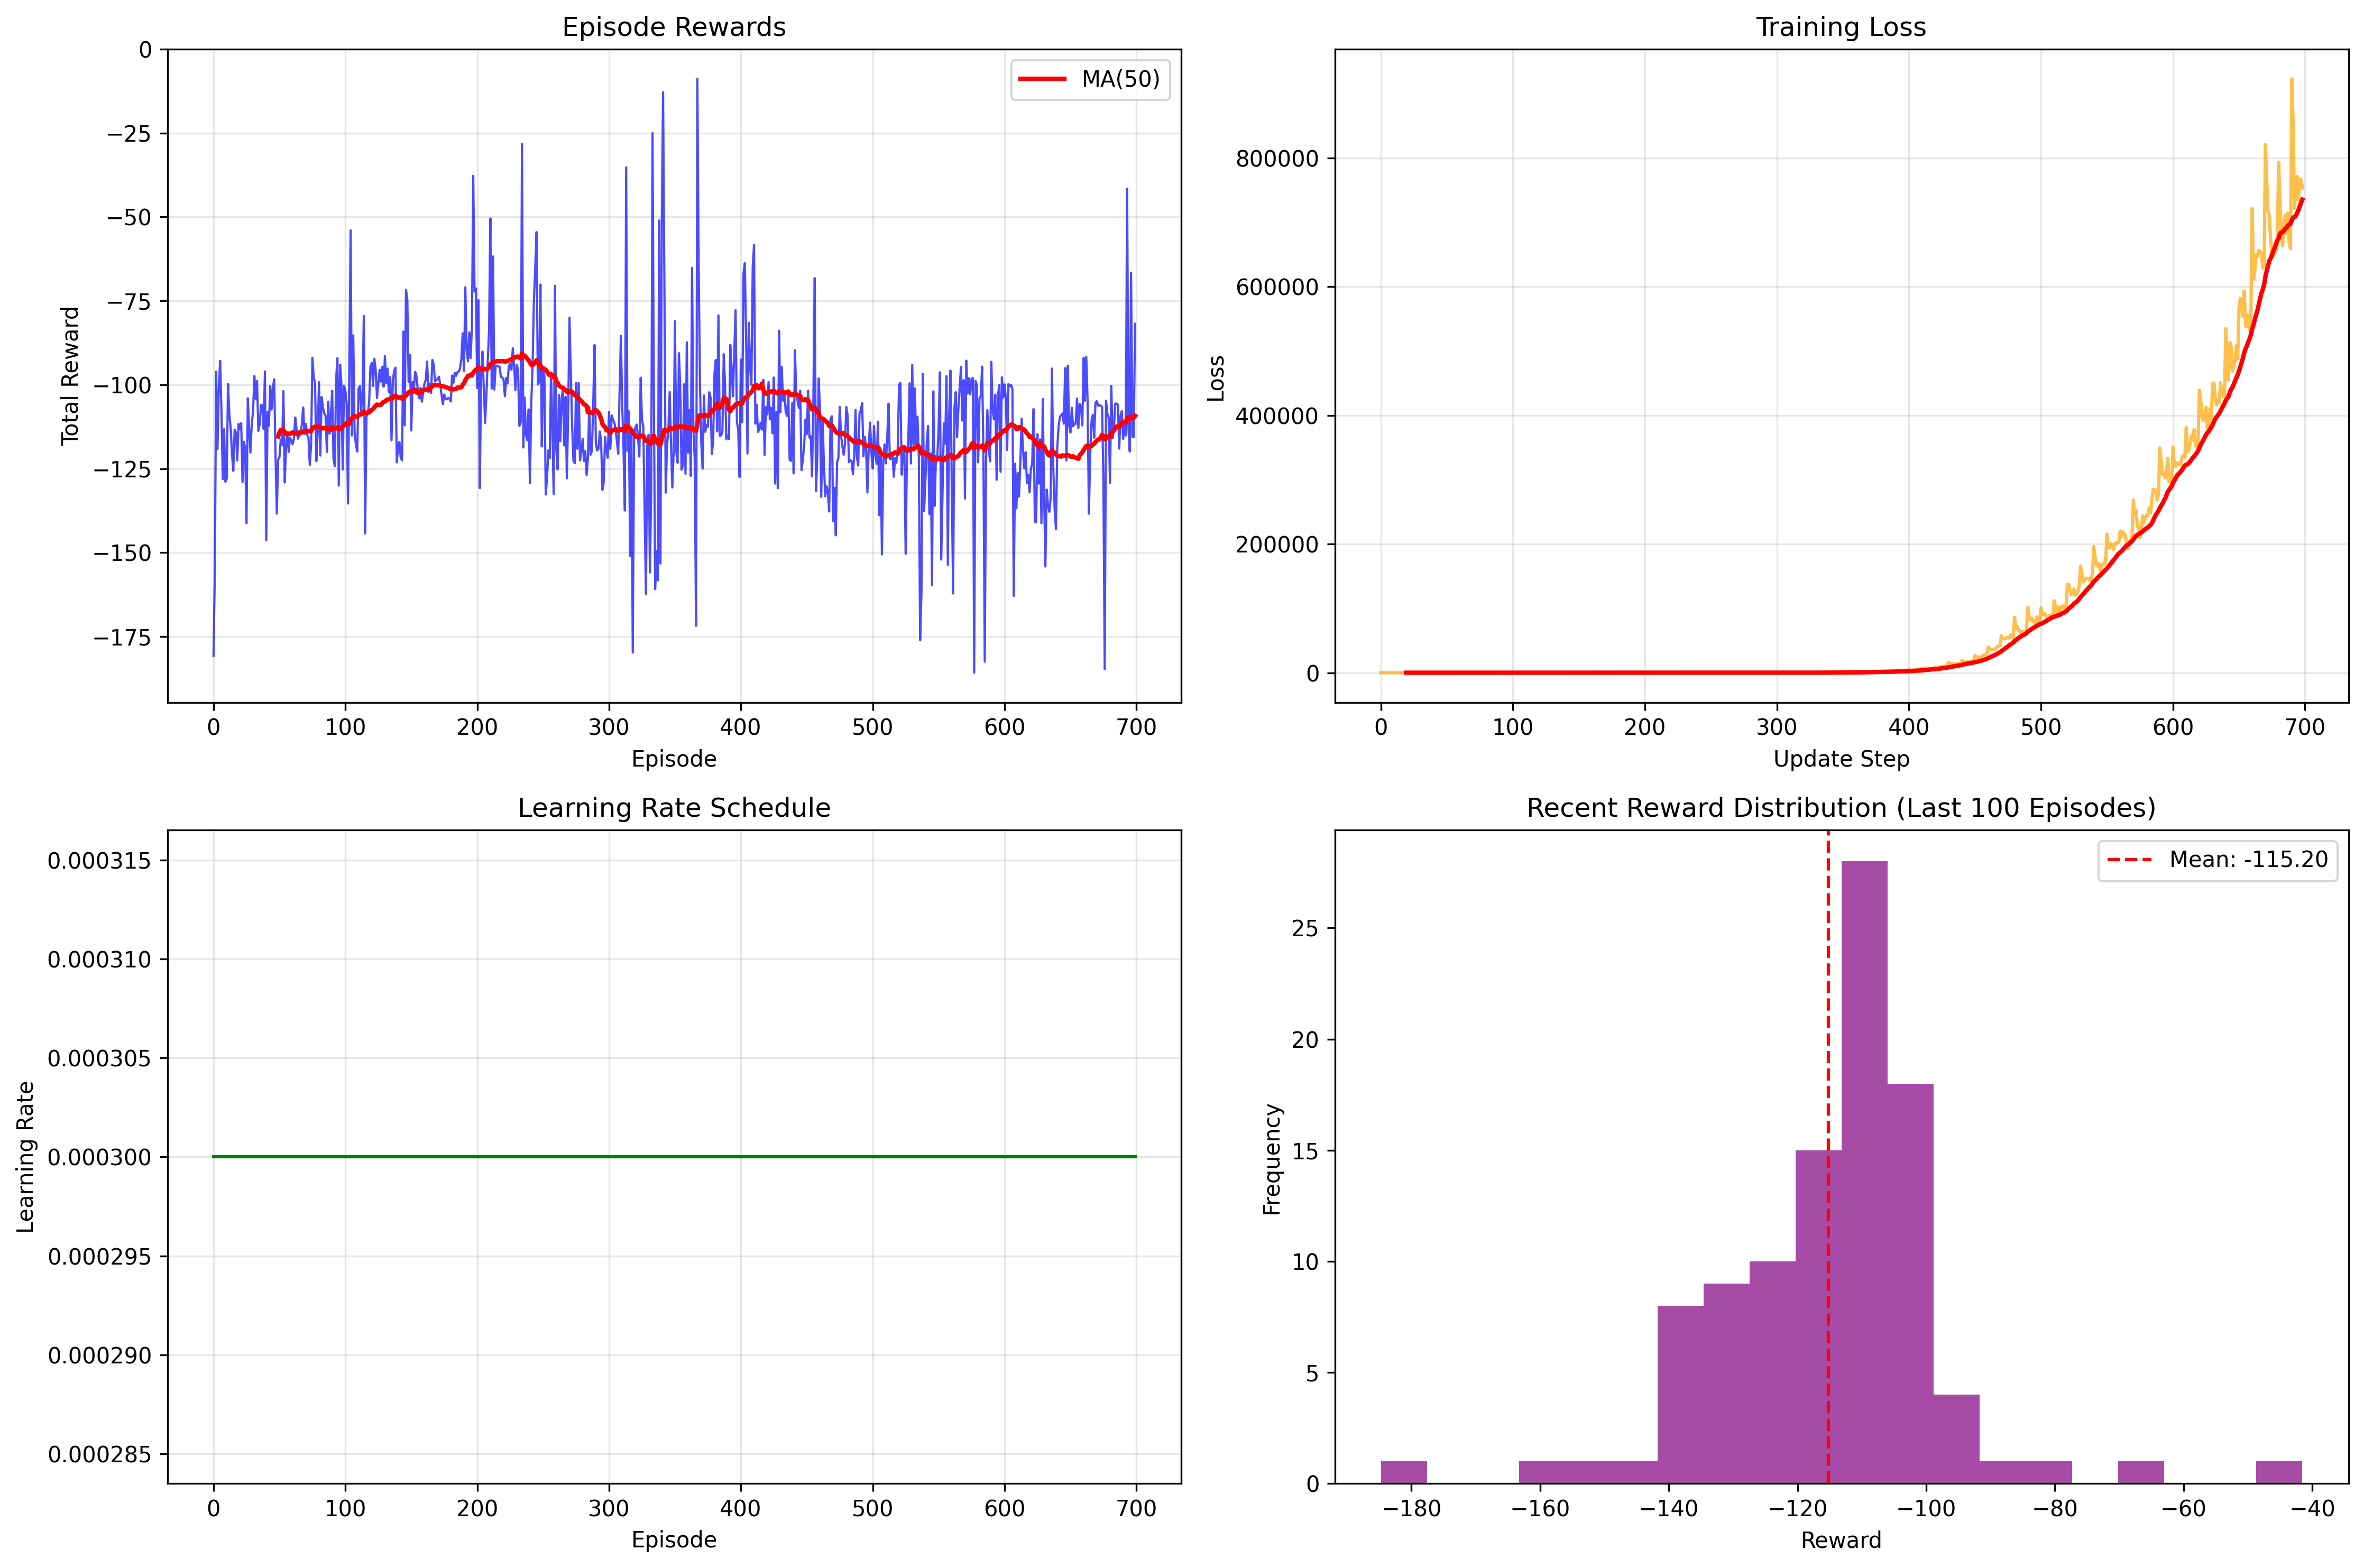 Episode Rewards
MA(50)
0
−25
−50
−75
−100
−125
−150
−175
Total Reward
0 100 200 300 400 500 600 700
Episode
Training Loss
800000
600000
400000
200000
0
Loss
0 100 200 300 400 500 600 700
Update Step
Learning Rate Schedule
0.000315
0.000310
0.000305
0.000300
0.000295
0.000290
0.000285
Learning Rate
0 100 200 300 400 500 600 700
Episode
Recent Reward Distribution (Last 100 Episodes)
Mean: -115.20
25
20
15
10
5
0
Frequency
−180 −160 −140 −120 −100 −80 −60 −40
Reward